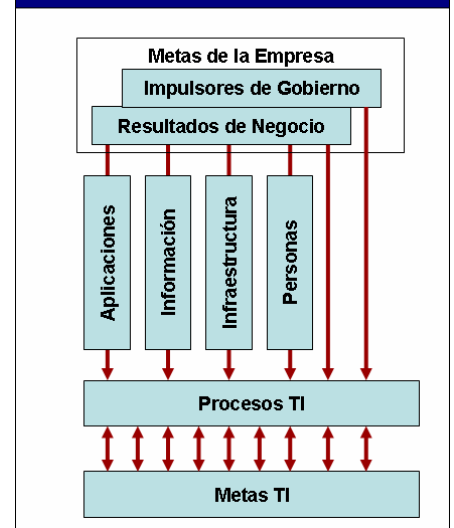 Metas de la Empresa
Impulsores de Gobierno
Resultados de Negocio
Aplicaciones
Información
Infraestructura
Personas
Procesos TI
Metas TI